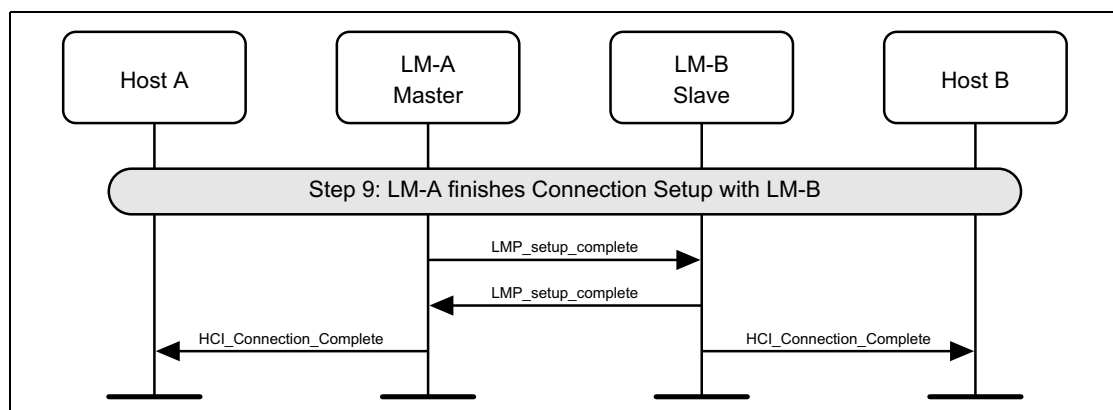 Host A
LM-A
Master
LM-B
Slave
Host B
Step 9: LM-A finishes Connection Setup with LM-B
LMP_setup_complete
LMP_setup_complete
HCI_Connection_Complete
HCI_Connection_Complete